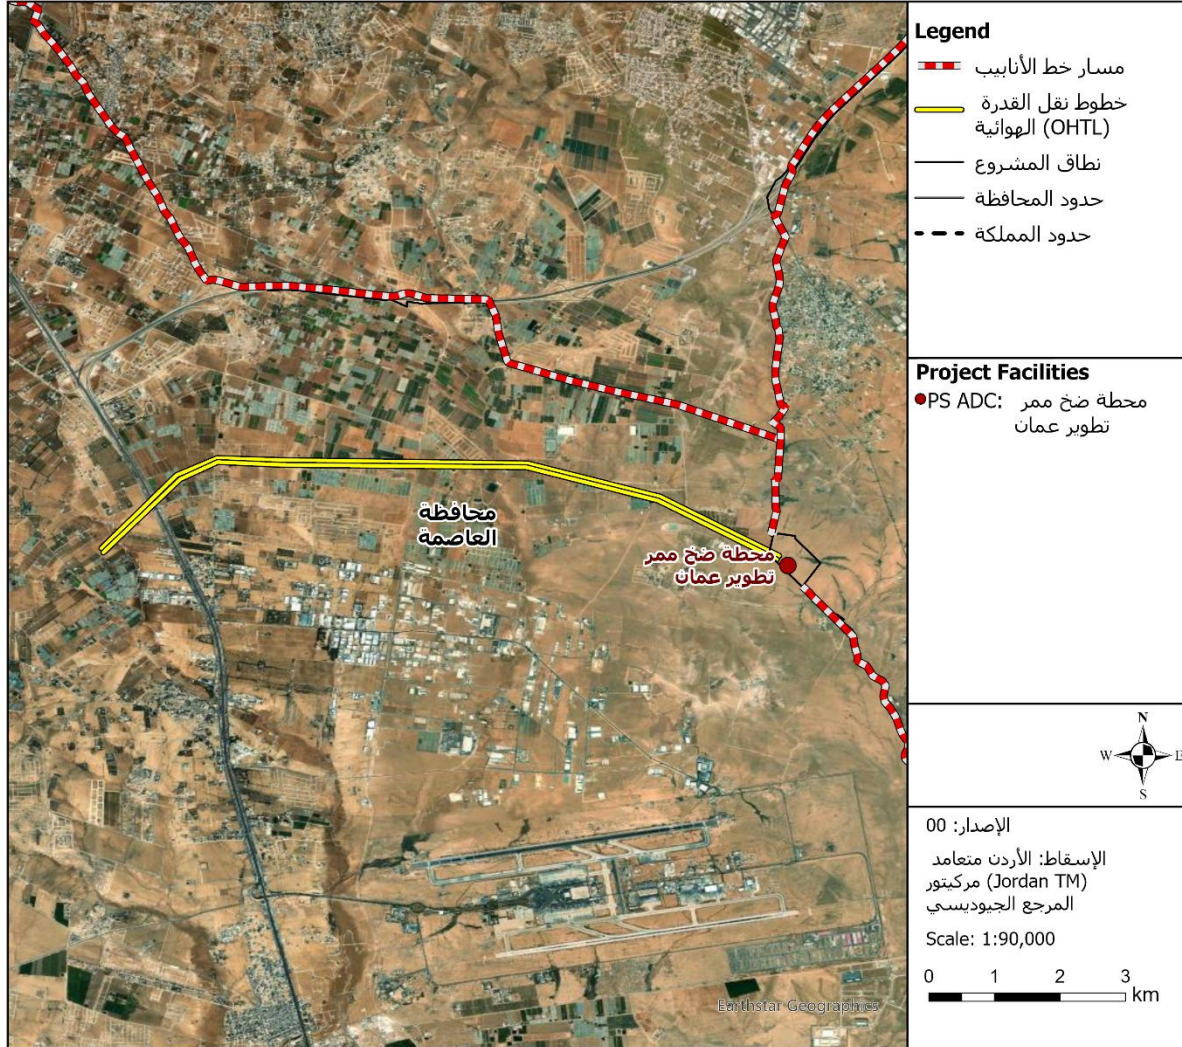 Legend
مسار خط الأنابيب
خطوط نقل القدرة
الهوائية (OHTL)
نطاق المشروع
حدود المحافظة
حدود المملكة
Project Facilities
PS ADC: محطة ضخ ممر
تطوير عمان
محافظة
العاصمة
محطة ضخ ممر
تطوير عمان
N
W E
S
الإصدار: 00
الإسقاط: الأردن متعامد
مركيتور (Jordan TM)
المرجع الجيوديسي
Scale: 1:90,000
0 1 2 3
km
Earthstar Geographics